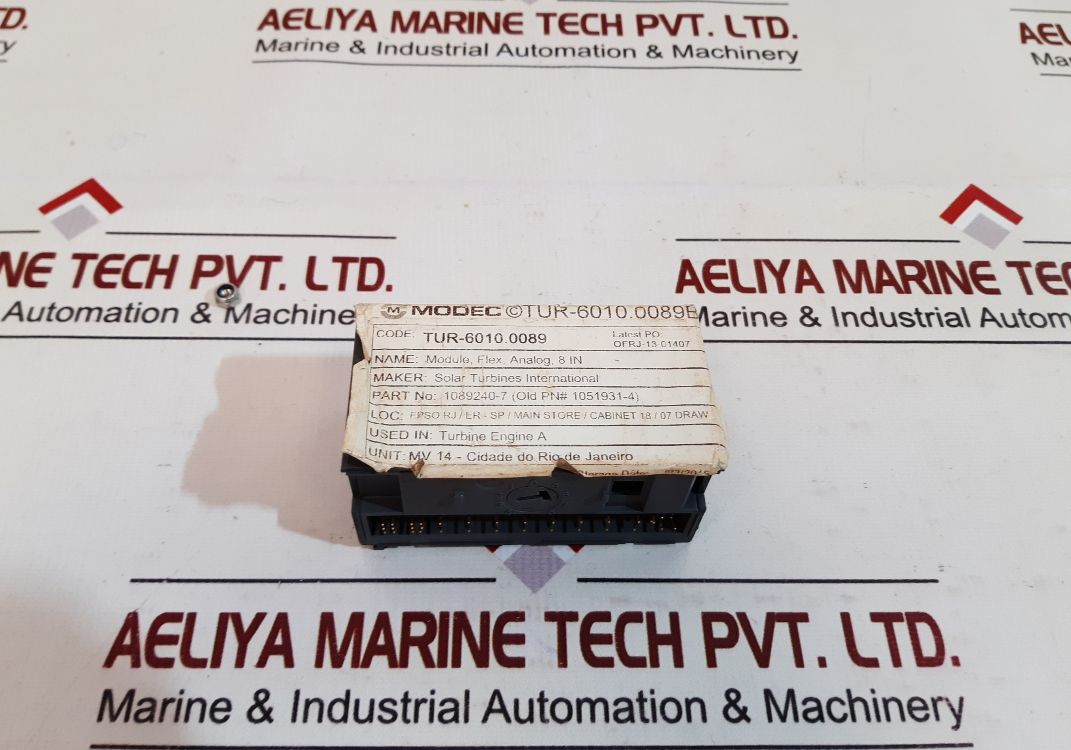 D.
AELIYA MARINE TECH PVT. LTD.
Marine & Industrial Automation & Machinery
AEL
Ma
NE TECH PVT. LTD.
Automation & Machine
AELIYA MARINE TEC
Marine & Industrial Autom
M MODEC ©TUR-6010.0089E
CODE: TUR-6010.0089
Latest PO:
OFRJ-13-01407
NAME: Module, Flex, Analog, 8 IN -
MAKER: Solar Turbines International
PART No: 1089240-7 (Old PN# 1051931-4)
LOC: FPSO RJ / ER - SP / MAIN STORE / CABINET 18 / 07 DRAW
USED IN: Turbine Engine A
UNIT: MV 14 - Cidade do Rio de Janeiro
Storage Date:
AELIYA MARINE TECH PVT. LTD.
Marine & Industrial Automation & Machinery